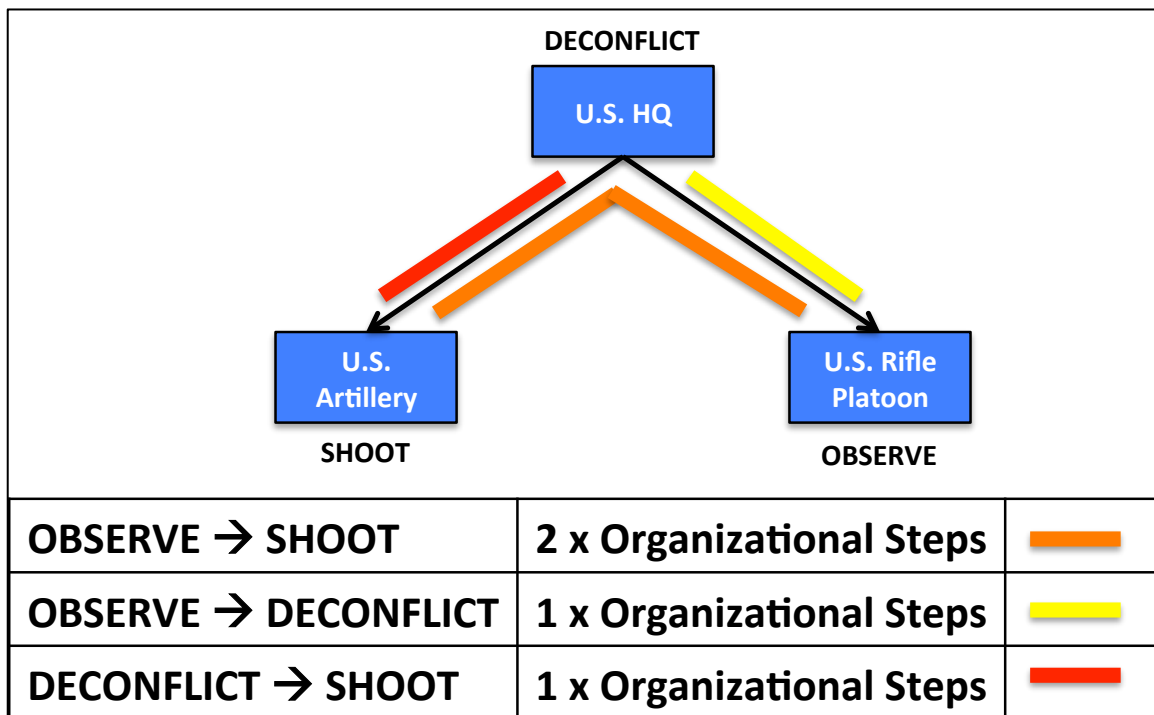 DECONFLICT
U.S. HQ
U.S.
Artillery
U.S. Rifle
Platoon
SHOOT
OBSERVE
OBSERVE → SHOOT
2 x Organizational Steps
OBSERVE → DECONFLICT
1 x Organizational Steps
DECONFLICT → SHOOT
1 x Organizational Steps